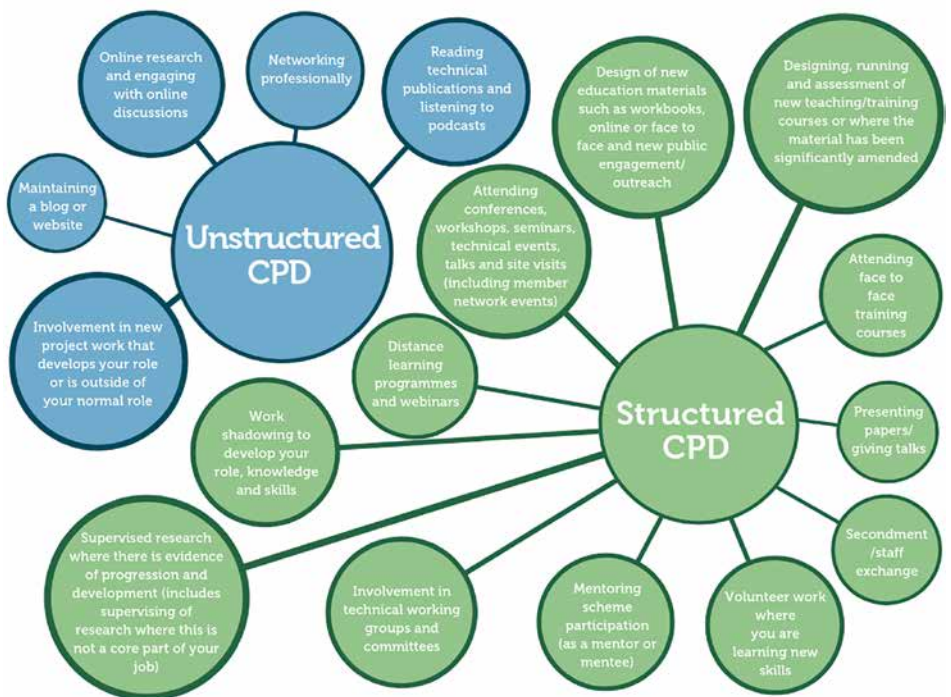 Online research
and engaging
with online
discussions
Networking
professionally
Reading
technical
publications and
listening to
podcasts
Maintaining
a blog or
website
Unstructured
CPD
Involvement in new
project work that
develops your role
or is outside of
your normal role
Design of new
education materials
such as workbooks,
online or face to
face and new public
engagement/
outreach
Designing, running
and assessment of
new teaching/training
courses or where the
material has been
significantly amended
Attending
conferences,
workshops, seminars,
technical events,
talks and site visits
(including member
network events)
Attending
face to
face
training
courses
Distance
learning
programmes
and webinars
Structured
CPD
Work
shadowing to
develop your
role, knowledge
and skills
Presenting
papers/
giving talks
Supervised research
where there is evidence
of progression and
development (includes
supervising of
research where this is
not a core part of your
job)
Involvement in
technical working
groups and
committees
Mentoring
scheme
participation
(as a mentor or
mentee)
Volunteer work
where
you are
learning new
skills
Secondment
/staff
exchange